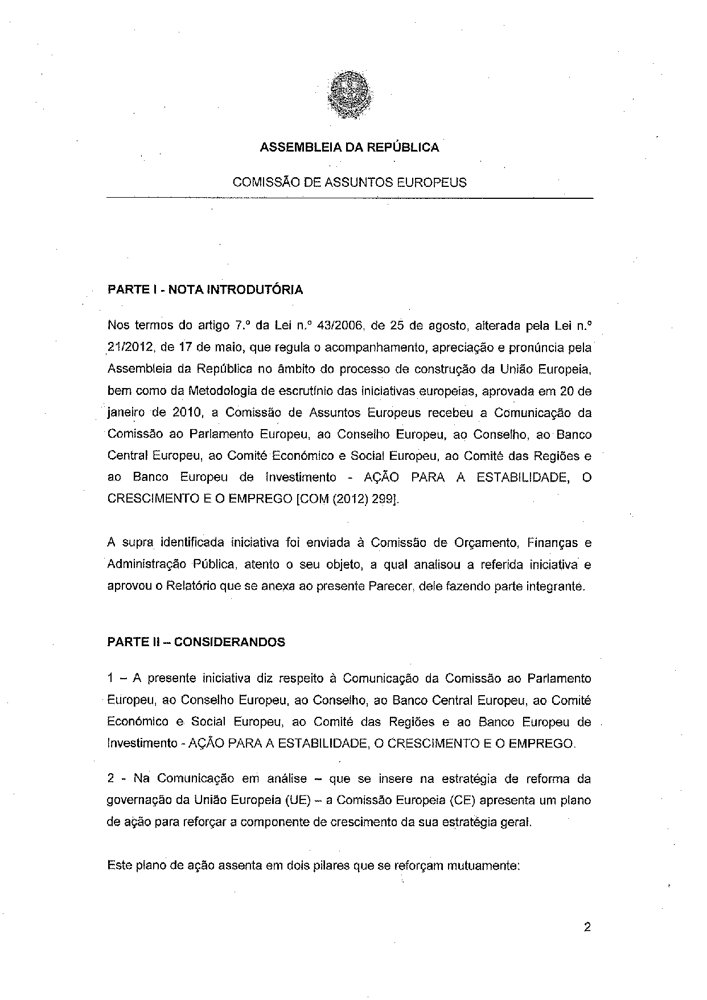 ASSEMBLEIA DA REPÚBLICA
COMISSÃO DE ASSUNTOS EUROPEUS
PARTE I - NOTA INTRODUTÓRIA
Nos termos do artigo 7.º da Lei n.º 43/2006, de 25 de agosto, alterada pela Lei n.º
21/2012, de 17 de maio, que regula o acompanhamento, apreciação e pronúncia pela
Assembleia da República no âmbito do processo de construção da União Europeia,
bem como da Metodologia de escrutínio das iniciativas europeias, aprovada em 20 de
janeiro de 2010, a Comissão de Assuntos Europeus recebeu a Comunicação da
Comissão ao Parlamento Europeu, ao Conselho Europeu, ao Conselho, ao Banco
Central Europeu, ao Comité Económico e Social Europeu, ao Comité das Regiões e
ao Banco Europeu de Investimento - AÇÃO PARA A ESTABILIDADE, O
CRESCIMENTO E O EMPREGO [COM (2012) 299].
A supra identificada iniciativa foi enviada à Comissão de Orçamento, Finanças e
Administração Pública, atento o seu objeto, a qual analisou a referida iniciativa e
aprovou o Relatório que se anexa ao presente Parecer, dele fazendo parte integrante.
PARTE II – CONSIDERANDOS
1 – A presente iniciativa diz respeito à Comunicação da Comissão ao Parlamento
Europeu, ao Conselho Europeu, ao Conselho, ao Banco Central Europeu, ao Comité
Económico e Social Europeu, ao Comité das Regiões e ao Banco Europeu de
Investimento - AÇÃO PARA A ESTABILIDADE, O CRESCIMENTO E O EMPREGO.
2 - Na Comunicação em análise – que se insere na estratégia de reforma da
governação da União Europeia (UE) – a Comissão Europeia (CE) apresenta um plano
de ação para reforçar a componente de crescimento da sua estratégia geral.
Este plano de ação assenta em dois pilares que se reforçam mutuamente:
2